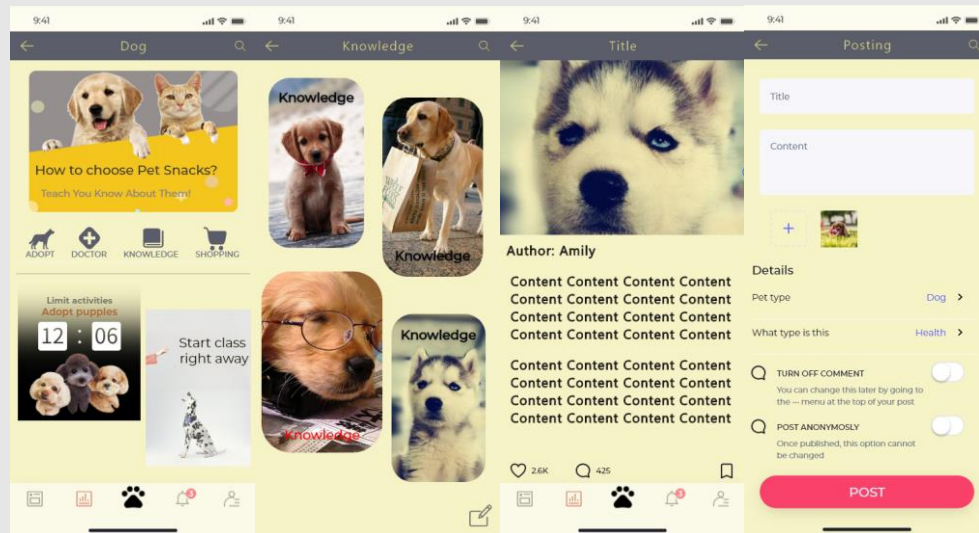 9:41
Dog
How to choose Pet Snacks?
Teach You Know About Them!
ADOPT DOCTOR KNOWLEDGE SHOPPING
Limit activities
Adopt pupples
12 : 06
Start class
right away
3
9:41
Knowledge
Knowledge
Knowledge
Knowledge
Knowledge
9:41
Title
Author: Amily
Content Content Content Content
Content Content Content Content
Content Content Content Content
Content Content Content Content
Content Content Content Content
Content Content Content Content
Content Content Content Content
Content Content Content Content
2.6K 425
3
9:41
Posting
Title
Content
+
Details
Pet type Dog >
What type is this Health >
TURN OFF COMMENT
You can change this later by going to
the -- menu at the top of your post
POST ANONYMOSLY
Once published, this option cannot
be changed
POST